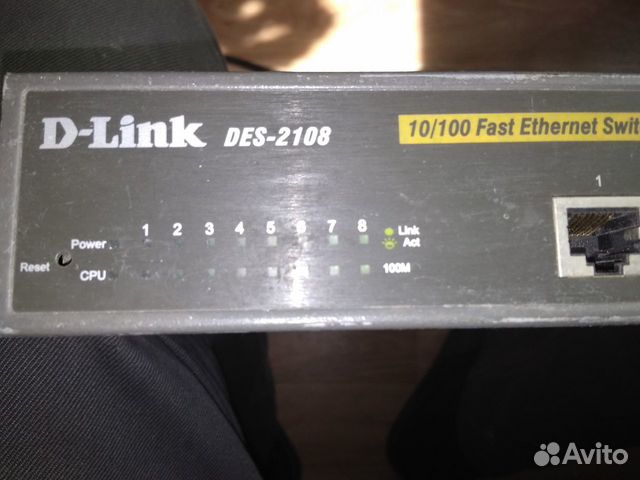 D-Link DES-2108 10/100 Fast Ethernet Swit
1
1 2 3 4 5 6 7 8 Link
Power Act
Reset
CPU 100M
Avito